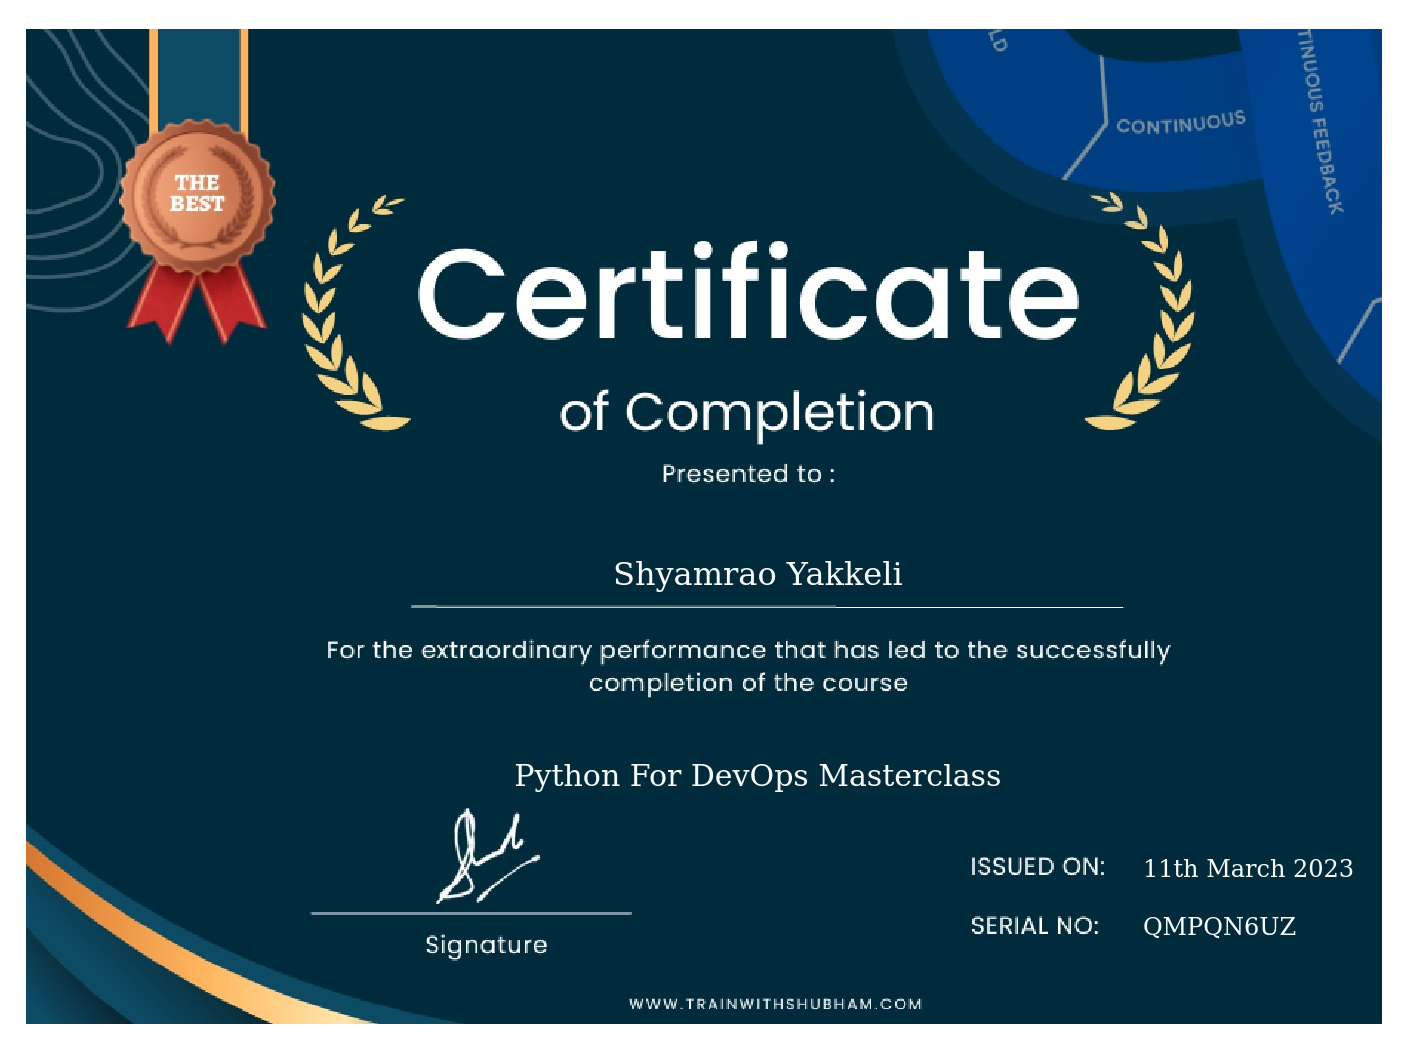 LD
CONTINUOUS
TINUOUS FEEDBACK
THE
BEST
Certificate
of Completion
Presented to :
Shyamrao Yakkeli
For the extraordinary performance that has led to the successfully
completion of the course
Python For DevOps Masterclass
ISSUED ON: 11th March 2023
SERIAL NO: QMPQN6UZ
Signature
WWW.TRAINWITHSHUBHAM.COM